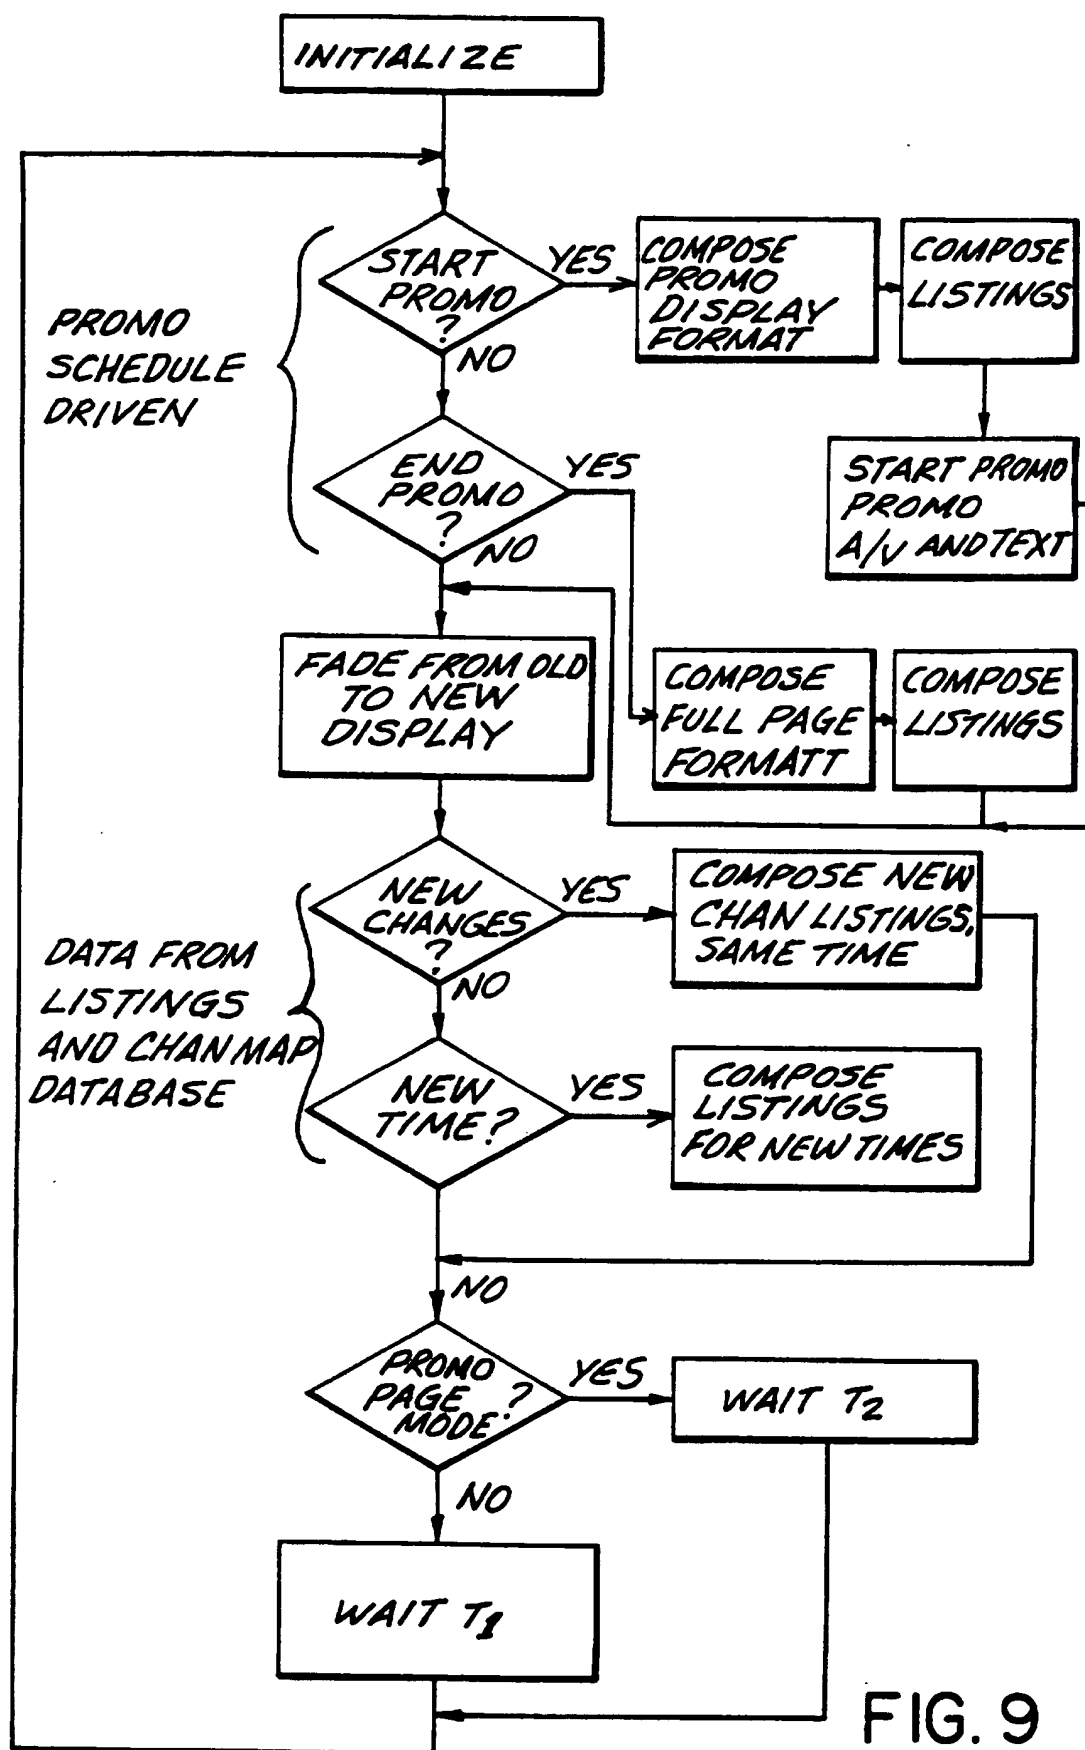 INITIALIZE
START
PROMO
?
YES
NO
COMPOSE
PROMO
DISPLAY
FORMAT
COMPOSE
LISTINGS
PROMO
SCHEDULE
DRIVEN
END
PROMO
?
YES
NO
START PROMO
PROMO
A/V AND TEXT
FADE FROM OLD
TO NEW
DISPLAY
COMPOSE
FULL PAGE
FORMATT
COMPOSE
LISTINGS
NEW
CHANGES
?
YES
NO
COMPOSE NEW
CHAN LISTINGS,
SAME TIME
DATA FROM
LISTINGS
AND CHAN MAP
DATABASE
NEW
TIME?
YES
COMPOSE
LISTINGS
FOR NEW TIMES
NO
PROMO
PAGE ?
MODE
YES
NO
WAIT T2
WAIT T1
FIG. 9